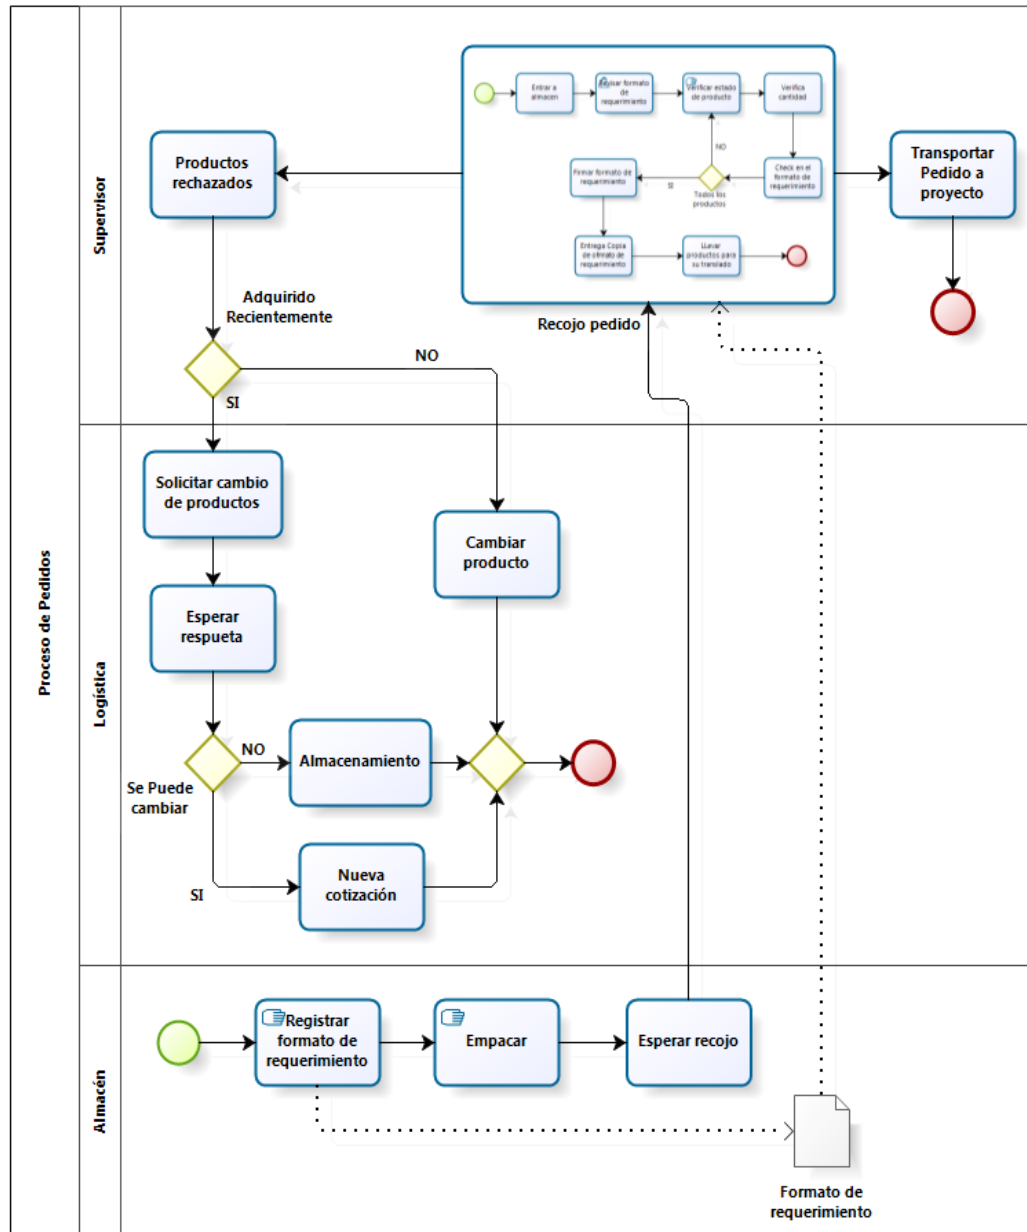 Proceso de Pedidos
Supervisor
Entrar a
almacen
Revisar formato
de
requerimiento
Verificar estado
de producto
Verifica
cantidad
NO
Firmar formato de
requerimiento
SI
Todos los
productos
Check en el
formato de
requerimiento
Entrega Copia
de ofmato de
requerimiento
LLevar
productos para
su translado
Productos
rechazados
Transportar
Pedido a
proyecto
Adquirido
Recientemente
Recojo pedido
NO
SI
Logística
Solicitar cambio
de productos
Cambiar
producto
Esperar
respueta
NO
Almacenamiento
Se Puede
cambiar
SI
Nueva
cotización
Almacén
Registrar
formato de
requerimiento
Empacar
Esperar recojo
Formato de
requerimiento